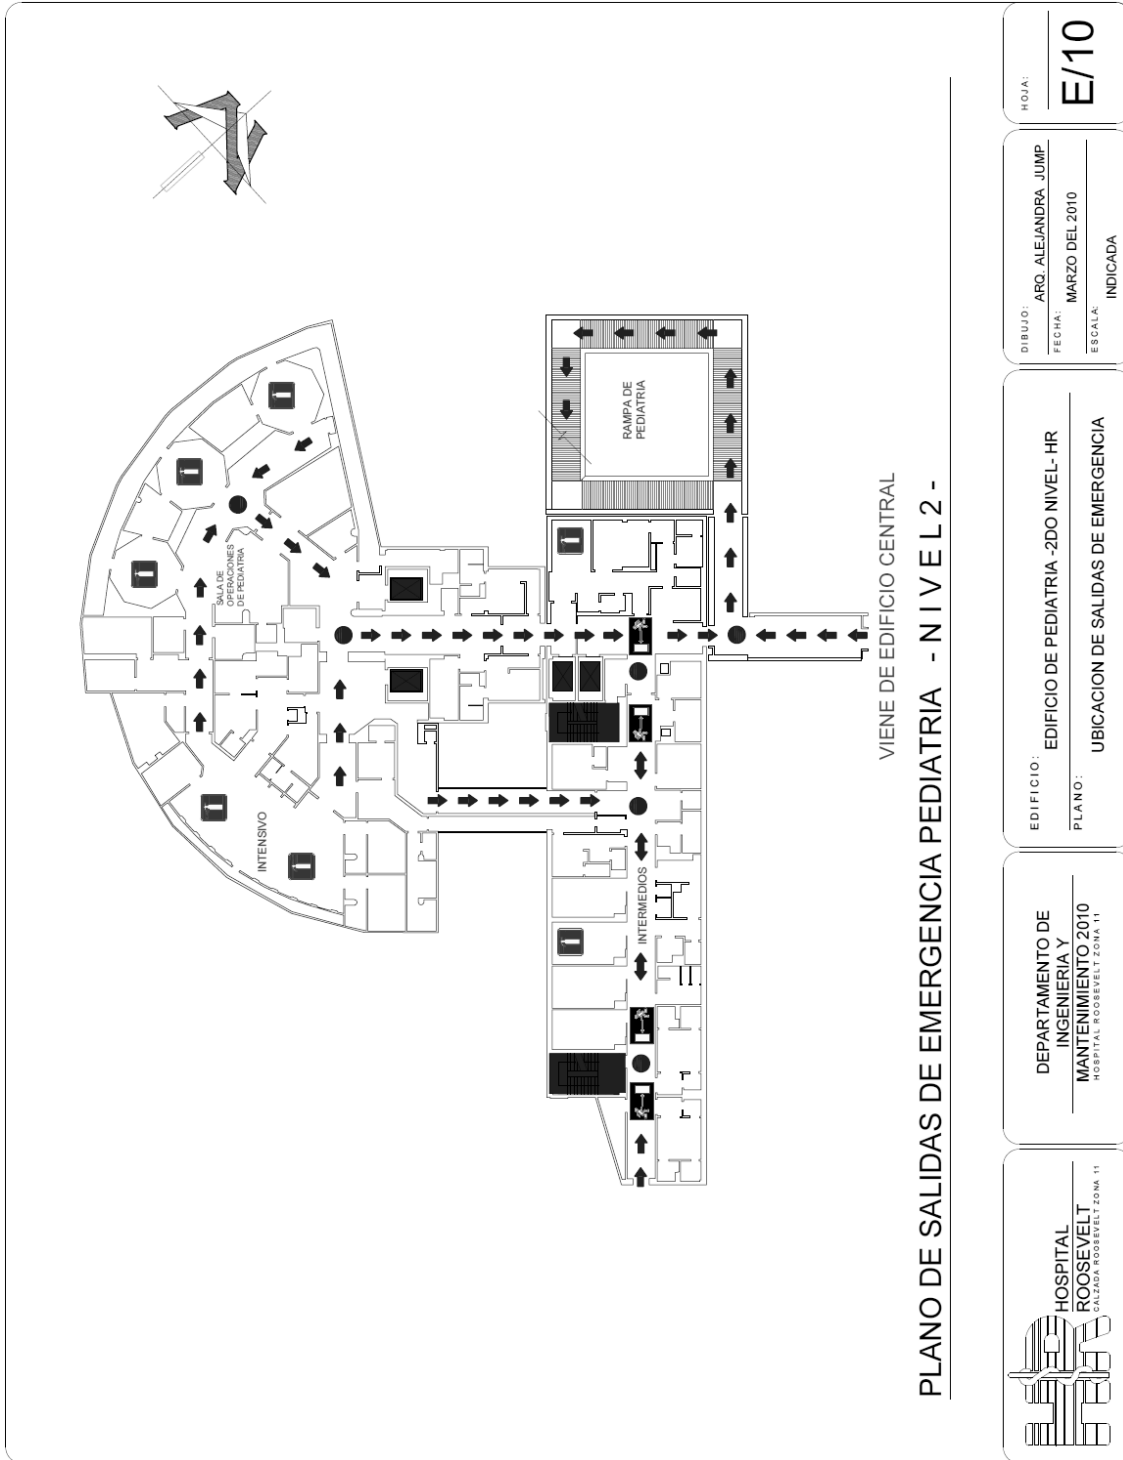 SALA DE
OPERACIONES
DE PEDIATRIA
INTENSIVO
RAMPA DE
PEDIATRIA
INTERMEDIOS
VIENE DE EDIFICIO CENTRAL
PLANO DE SALIDAS DE EMERGENCIA PEDIATRIA - N I V E L 2 -
HOSPITAL
ROOSEVELT
CALZADA ROOSEVELT ZONA 11
DEPARTAMENTO DE
INGENIERIA Y
MANTENIMIENTO 2010
HOSPITAL ROOSEVELT ZONA 11
EDIFICIO:
EDIFICIO DE PEDIATRIA -2DO NIVEL- HR
PLANO:
UBICACION DE SALIDAS DE EMERGENCIA
DIBUJO:
ARQ. ALEJANDRA JUMP
FECHA:
MARZO DEL 2010
ESCALA:
INDICADA
HOJA:
E/10